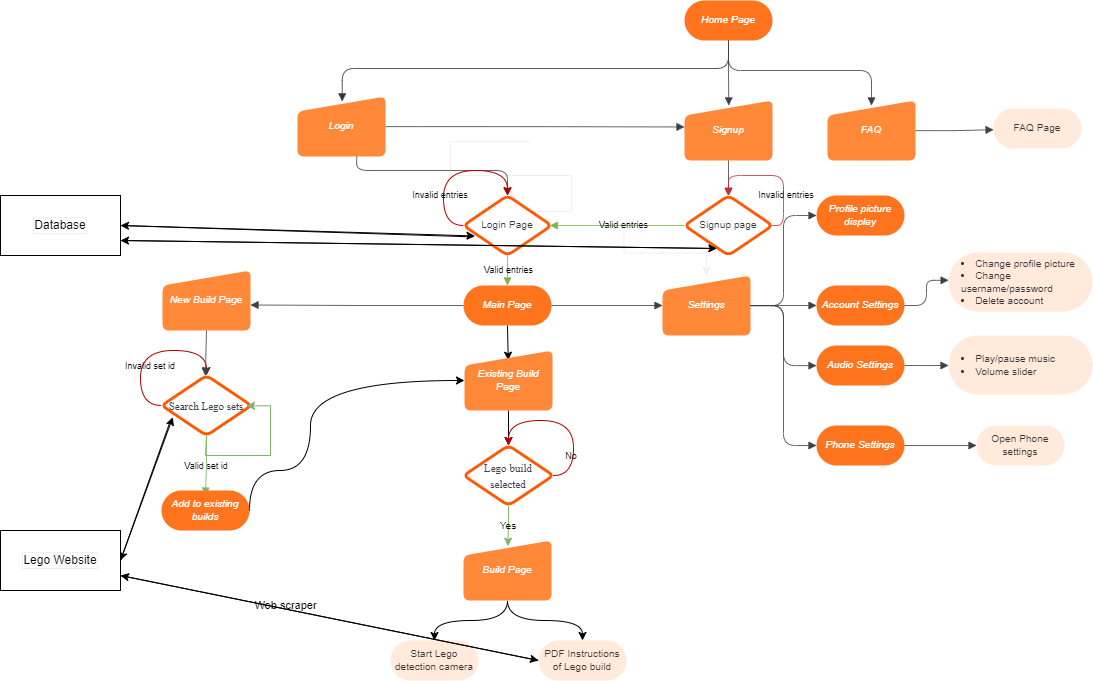 Home Page
Login
Signup
FAQ
FAQ Page
Invalid entries
Invalid entries
Database
Login Page
Valid entries
Signup page
Profile picture
display
Valid entries
New Build Page
Main Page
Settings
Account Settings
• Change profile picture
• Change
username/password
• Delete account
Invalid set id
Existing Build
Page
Audio Settings
• Play/pause music
• Volume slider
Search Lego sets
Phone Settings
Open Phone
settings
No
Valid set id
Lego build
selected
Add to existing
builds
Yes
Lego Website
Build Page
Wob scraper
Start Lego
detection camera
PDF Instructions
of Lego build